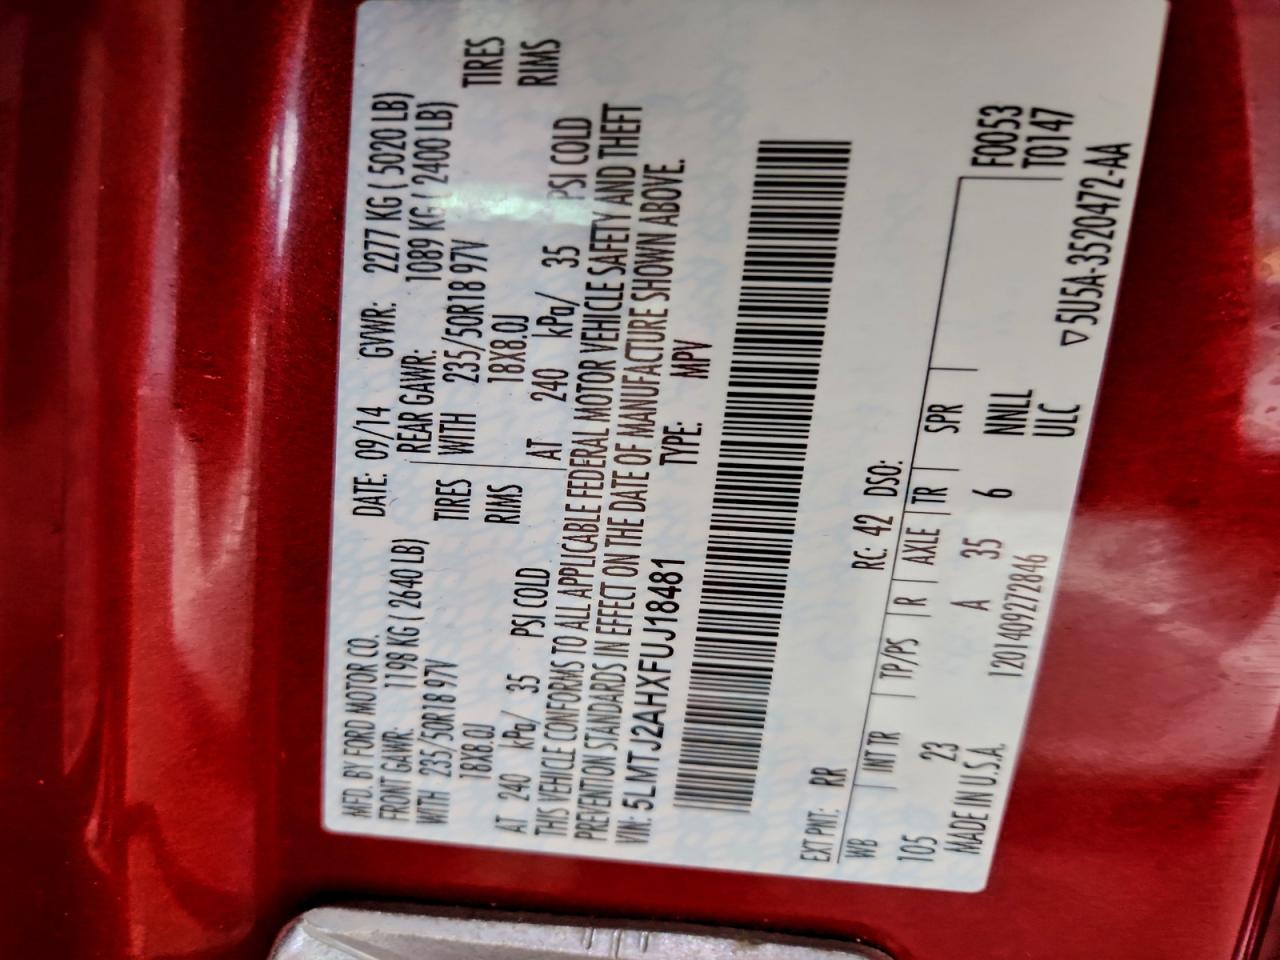 MFD. BY FORD MOTOR CO. DATE: 09/14 GVWR: 2277 KG ( 5020 LB)
FRONT GAWR: 1198 KG ( 2640 LB) REAR GAWR: 1089 KG ( 2400 LB)
WITH 235/50R18 97V TIRES WITH 235/50R18 97V TIRES
18X8.0J RIMS 18X8.0J RIMS
AT 240 kPa/ 35 PSI COLD AT 240 kPa/ 35 PSI COLD
THIS VEHICLE CONFORMS TO ALL APPLICABLE FEDERAL MOTOR VEHICLE SAFETY AND THEFT
PREVENTION STANDARDS IN EFFECT ON THE DATE OF MANUFACTURE SHOWN ABOVE.
VIN: 5LMTJ2AHXFUJ18481 TYPE: MPV
EXT PNT: RR RC: 42 DSO:
WB INT TR TP/PS R AXLE TR SPR F0053
105 23 A 35 6 NNLL T0147
MADE IN U.S.A. 1201409272846 ULC
▽5U5A-3520472-AA